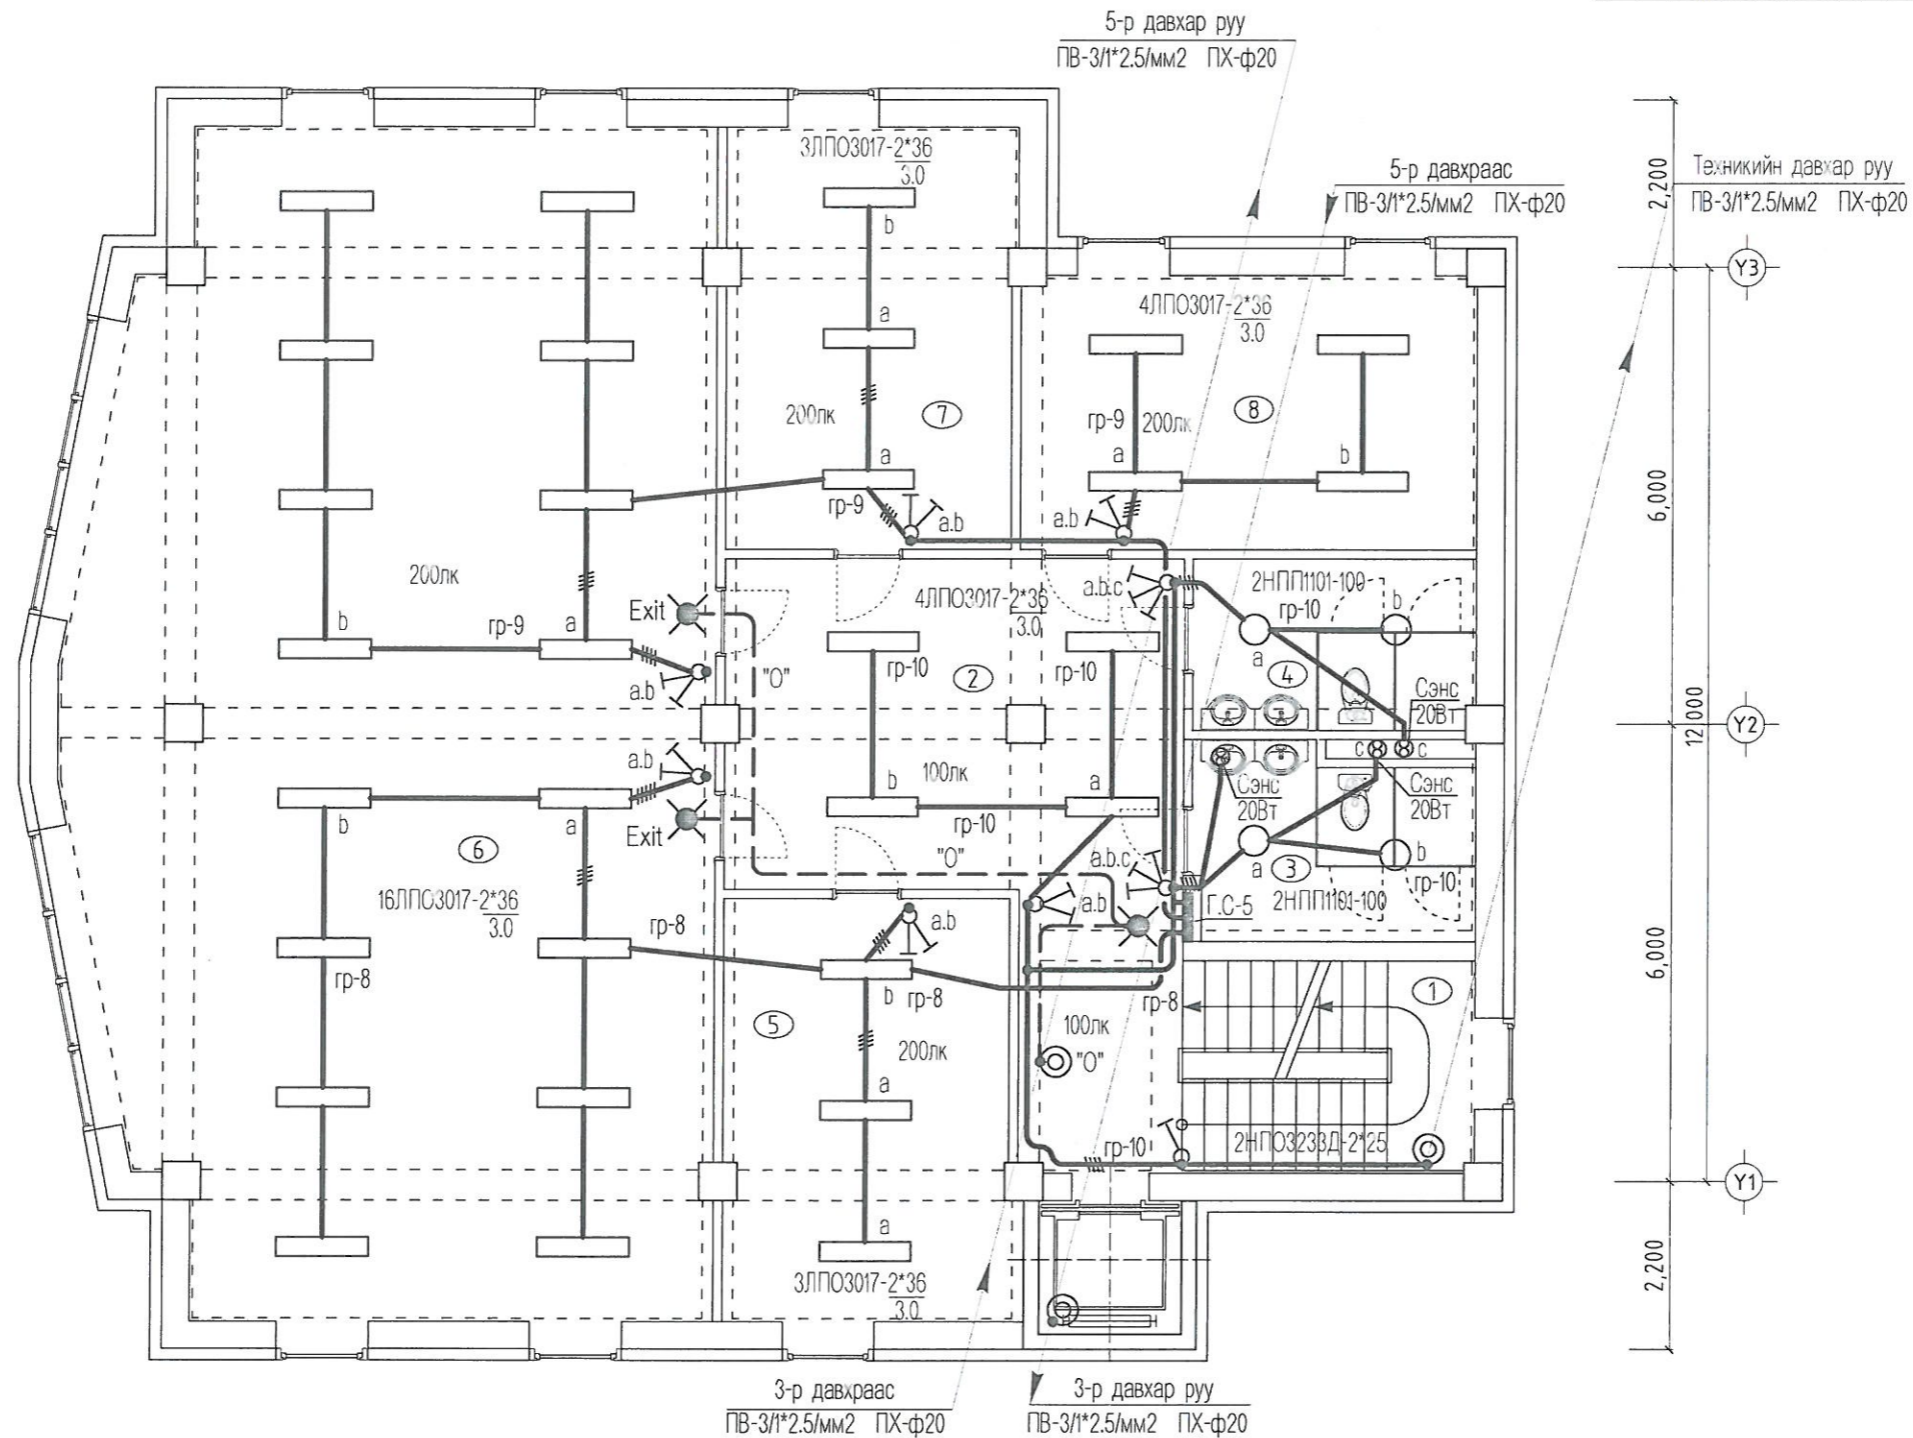 5-р давхар руу
ПВ-3/1*2.5/мм2 ПХ-ф20
5-р давхраас
ПВ-3/1*2.5/мм2 ПХ-ф20
Техникийн давхар руу
ПВ-3/1*2.5/мм2 ПХ-ф20
2,200
3ЛПО3017-2*36
3.0
b
a
200лк
7
a
гр-9
a.b
4ЛПО3017-2*36
3.0
гр-9
200лк
8
a
b
a.b
Y3
6,000
200лк
b
гр-9
a
a.b
Exit
"О"
4ЛПО3017-2*36
3.0
гр-10
2
гр-10
a.b.c
2НПП1101-100
гр-10
b
a
4
Сэнс
20Вт
c
c
Y2
12,000
a.b
Exit
b
a
6
16ЛПО3017-2*36
3.0
гр-8
гр-8
b
100лк
a
гр-10
"О"
a.b.c
a.b
Сэнс
20Вт
Сэнс
20Вт
a
3
b
гр-10
2НПП1101-100
Г.С-5
6,000
a.b
b
гр-8
5
200лк
a
a
3ЛПО3017-2*36
3.0
гр-8
1
100лк
"О"
гр-10
2НПО3233Д-2*25
Y1
2,200
3-р давхраас
ПВ-3/1*2.5/мм2 ПХ-ф20
3-р давхар руу
ПВ-3/1*2.5/мм2 ПХ-ф20